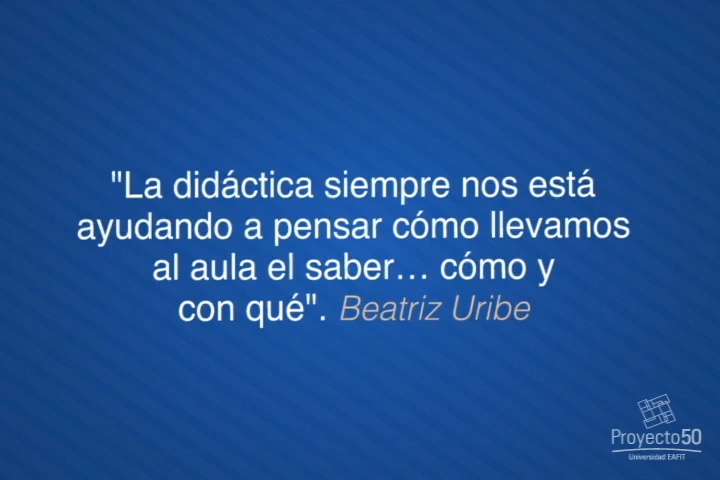 "La didáctica siempre nos está
ayudando a pensar cómo llevamos
al aula el saber... cómo y
con qué". Beatriz Uribe
Proyecto50
Universidad EAFIT